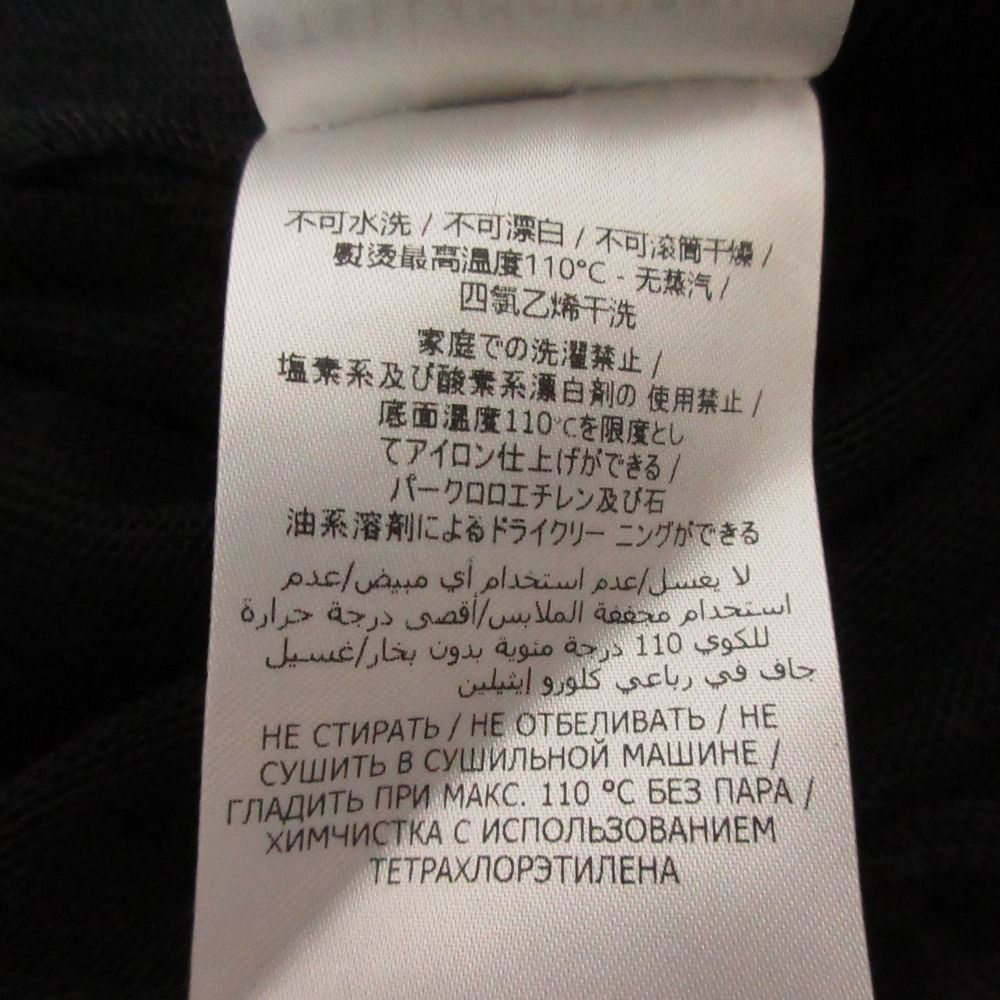 不可水洗 / 不可漂白 / 不可滚筒干燥 /
熨烫最高温度110°C - 无蒸汽 /
四氯乙烯干洗
家庭での洗濯禁止 /
塩素系及び酸素系漂白剤の 使用禁止 /
底面温度110℃を限度とし
てアイロン仕上げができる /
パークロロエチレン及び石
油系溶剤によるドライクリー ニングができる
لا يغسل/عدم استخدام أي مبيض/عدم
استخدام مجففة الملابس/أقصى درجة حرارة
للكوي 110 درجة مئوية بدون بخار/غسيل
جاف في رباعي كلورو إيثيلين
НЕ СТИРАТЬ / НЕ ОТБЕЛИВАТЬ / НЕ
СУШИТЬ В СУШИЛЬНОЙ МАШИНЕ /
ГЛАДИТЬ ПРИ МАКС. 110 °C БЕЗ ПАРА /
ХИМЧИСТКА С ИСПОЛЬЗОВАНИЕМ
ТЕТРАХЛОРЭТИЛЕНА